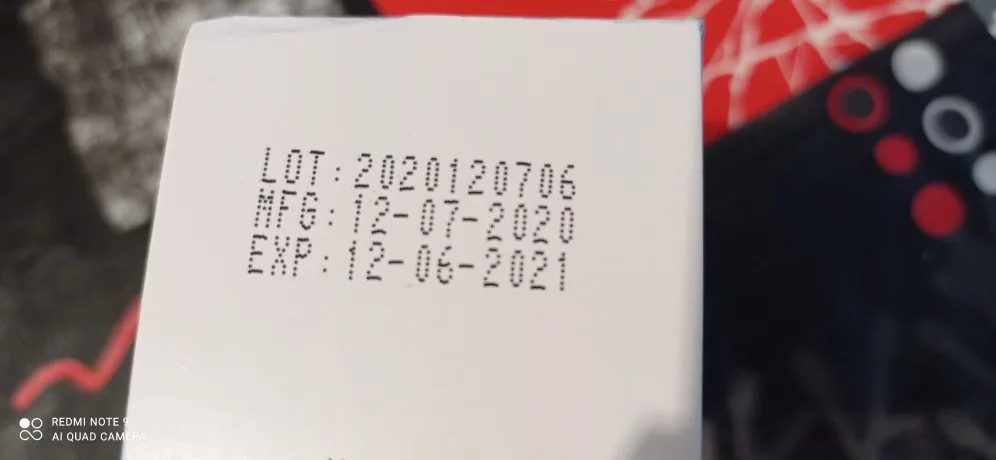 LOT:2020120706
MFG:12-07-2020
EXP:12-06-2021
REDMI NOTE 9
AI QUAD CAMERA